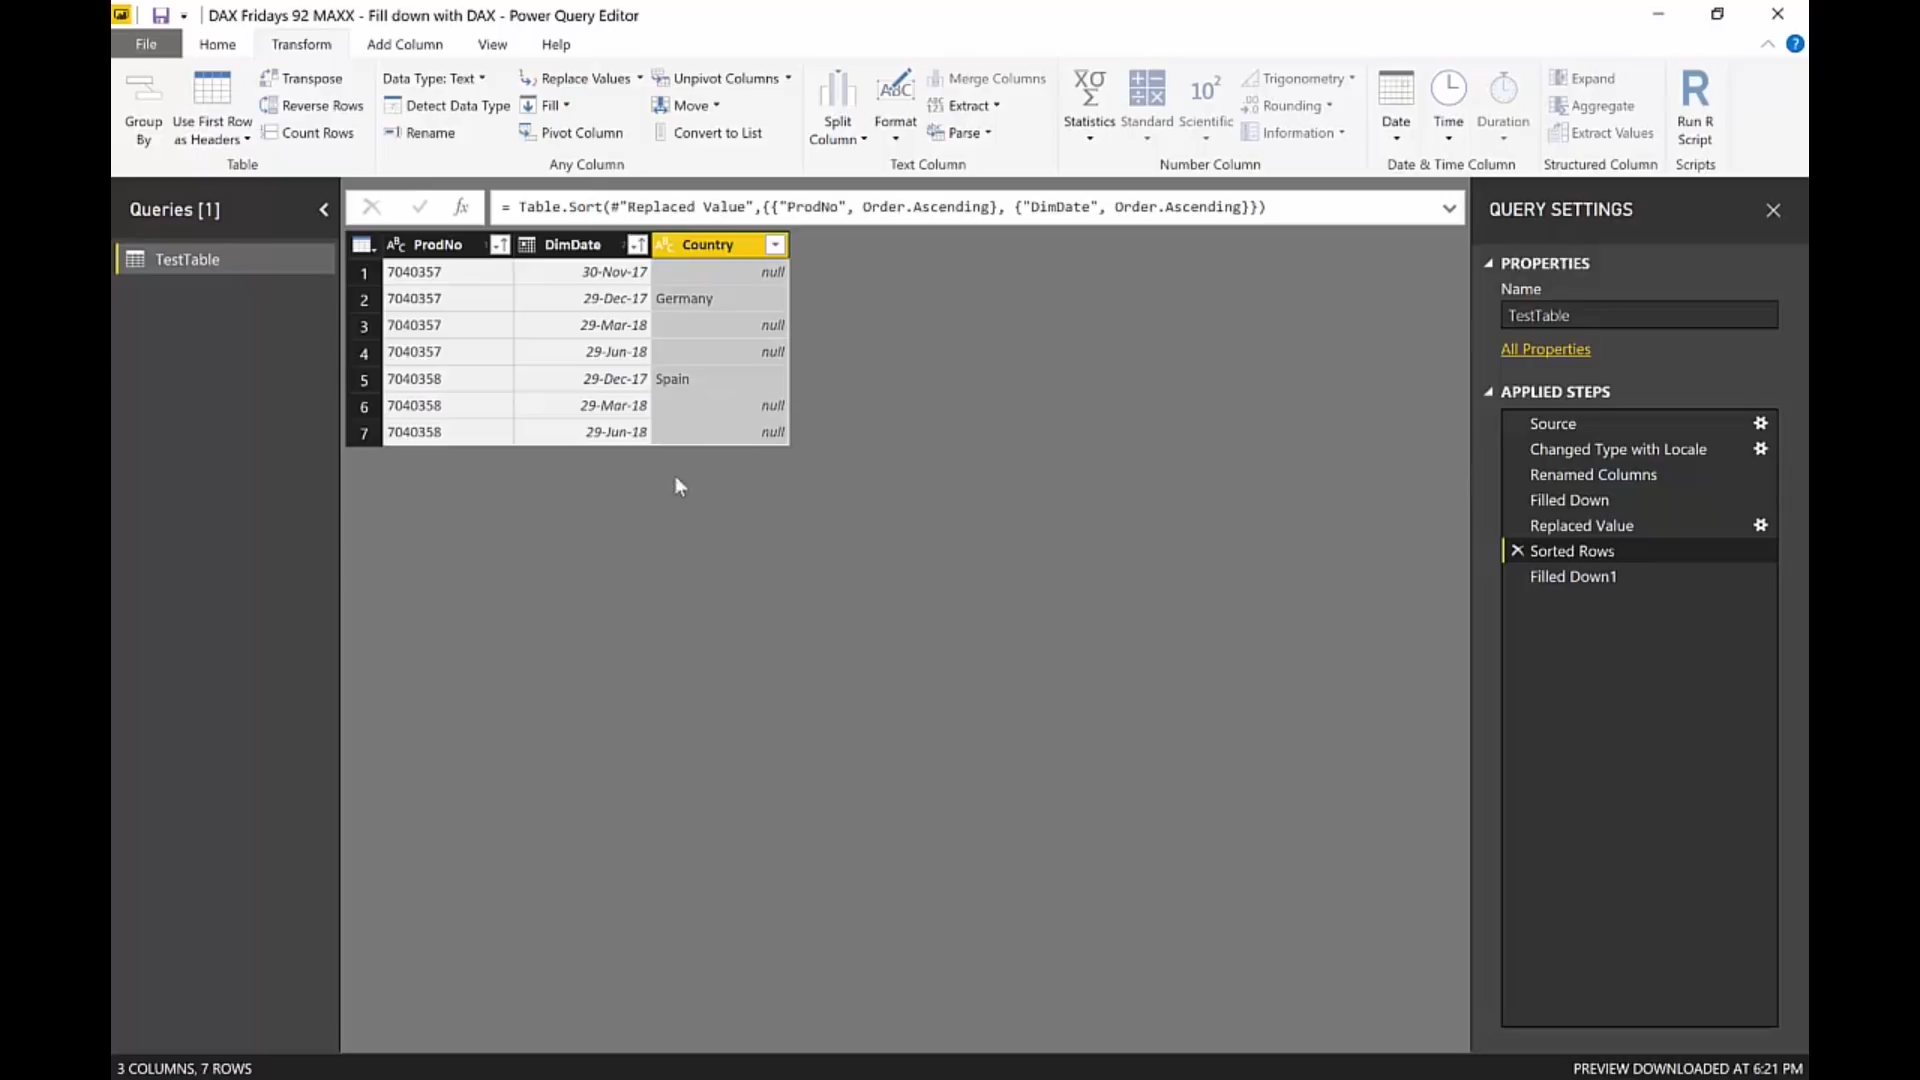 DAX Fridays 92 MAXX - Fill down with DAX - Power Query Editor
File Home Transform Add Column View Help
Group By
Use First Row as Headers
Transpose
Reverse Rows
Count Rows
Table
Data Type: Text
Detect Data Type
Rename
Replace Values
Fill
Pivot Column
Unpivot Columns
Move
Convert to List
Any Column
Split Column
Format
Merge Columns
Extract
Parse
Text Column
Statistics
Standard
Scientific
Trigonometry
Rounding
Information
Number Column
Date
Time
Duration
Date & Time Column
Expand
Aggregate
Extract Values
Structured Column
Run R Script
Scripts
Queries [1]
TestTable
= Table.Sort(#"Replaced Value",{{"ProdNo", Order.Ascending}, {"DimDate", Order.Ascending}})
ProdNo DimDate Country
1 7040357 30-Nov-17 null
2 7040357 29-Dec-17 Germany
3 7040357 29-Mar-18 null
4 7040357 29-Jun-18 null
5 7040358 29-Dec-17 Spain
6 7040358 29-Mar-18 null
7 7040358 29-Jun-18 null
QUERY SETTINGS
PROPERTIES
Name
TestTable
All Properties
APPLIED STEPS
Source
Changed Type with Locale
Renamed Columns
Filled Down
Replaced Value
Sorted Rows
Filled Down1
3 COLUMNS, 7 ROWS
PREVIEW DOWNLOADED AT 6:21 PM